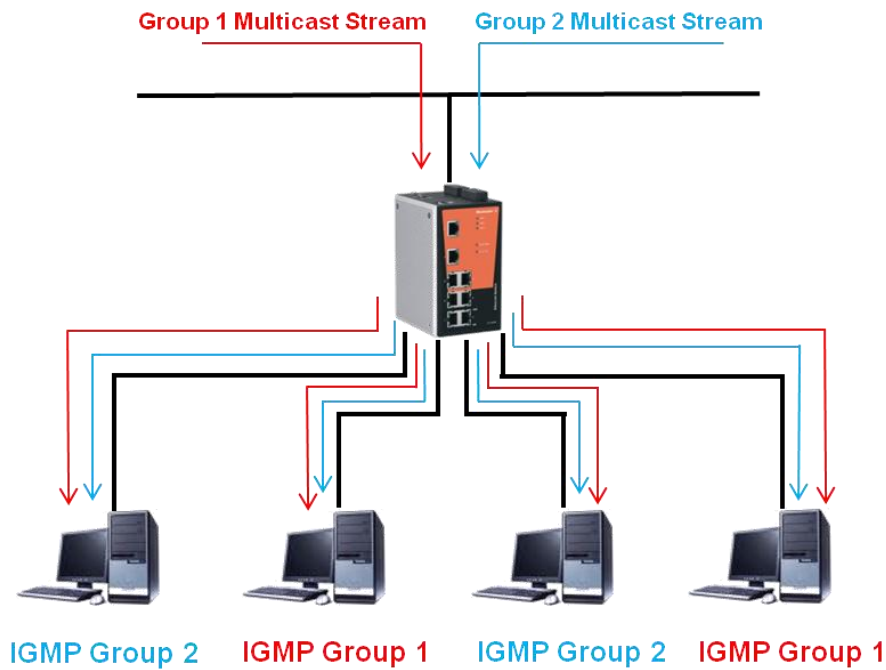 Group 1 Multicast Stream
Group 2 Multicast Stream
IGMP Group 2
IGMP Group 1
IGMP Group 2
IGMP Group 1